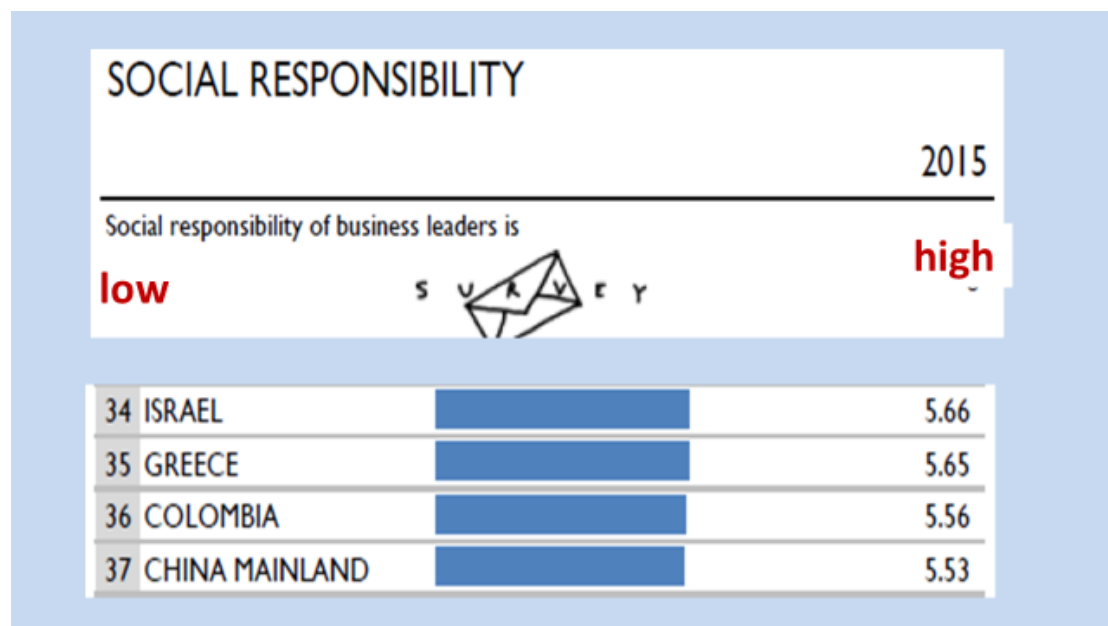 SOCIAL RESPONSIBILITY
2015
Social responsibility of business leaders is
low
SURVEY
high
34 ISRAEL 5.66
35 GREECE 5.65
36 COLOMBIA 5.56
37 CHINA MAINLAND 5.53